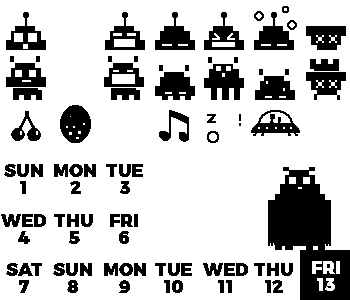 Z !
O
SUN MON TUE
1 2 3
WED THU FRI
4 5 6
SAT SUN MON TUE WED THU FRI
7 8 9 10 11 12 13